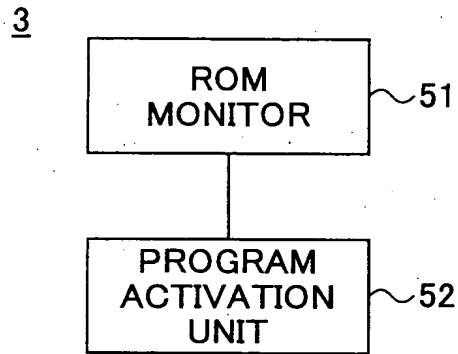 3
ROM
MONITOR
51
PROGRAM
ACTIVATION
UNIT
52